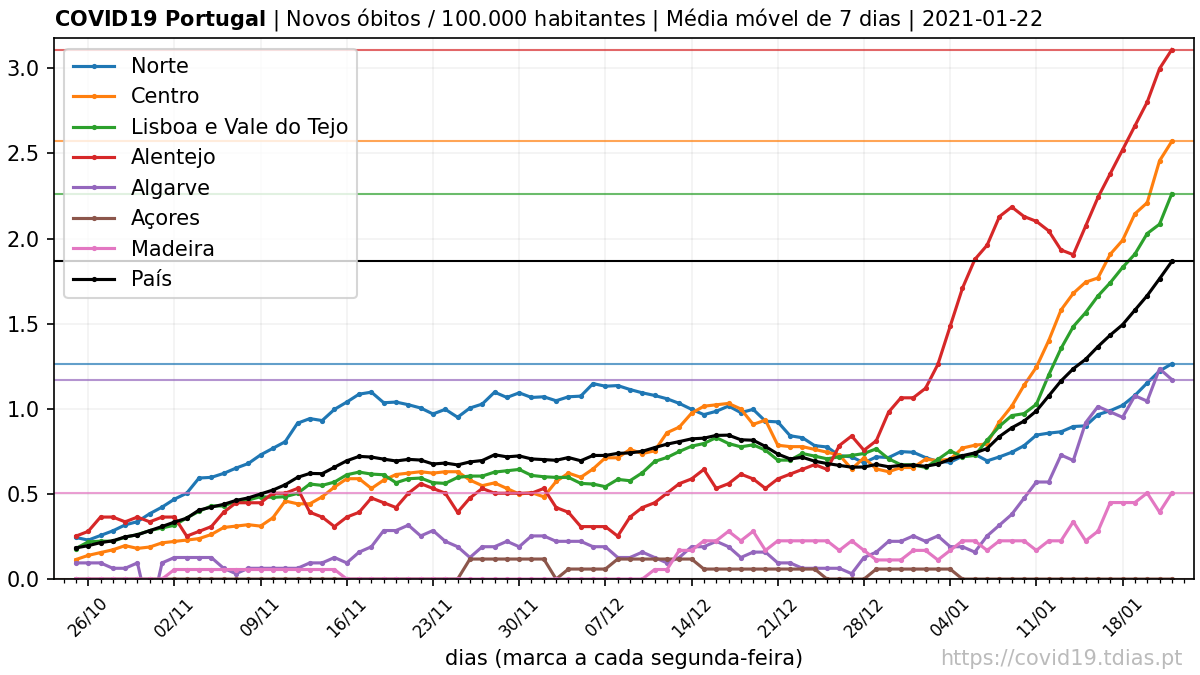 COVID19 Portugal | Novos óbitos / 100.000 habitantes | Média móvel de 7 dias | 2021-01-22
3.0
2.5
2.0
1.5
1.0
0.5
0.0
Norte
Centro
Lisboa e Vale do Tejo
Alentejo
Algarve
Açores
Madeira
País
26/10 02/11 09/11 16/11 23/11 30/11 07/12 14/12 21/12 28/12 04/01 11/01 18/01
dias (marca a cada segunda-feira)
https://covid19.tdias.pt